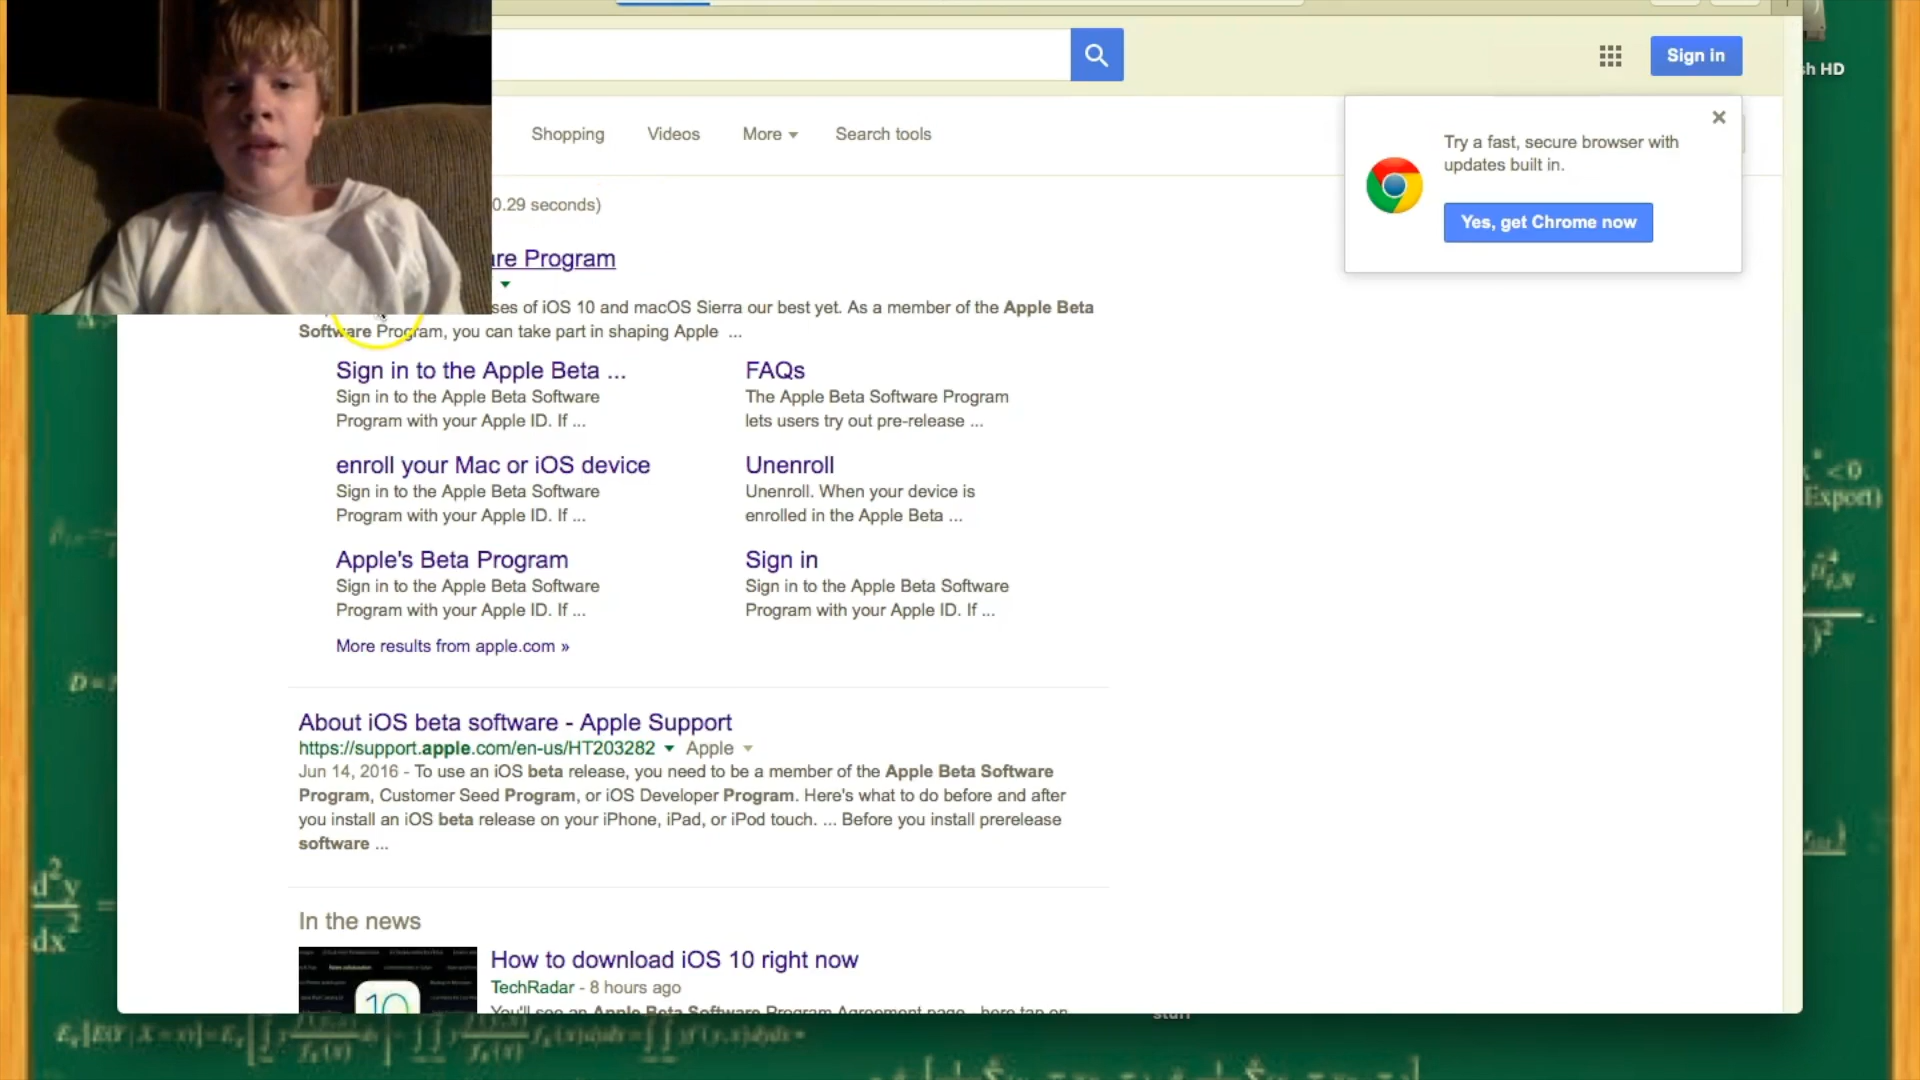 Sign in
sh HD
Shopping Videos More Search tools
Try a fast, secure browser with
updates built in.
Yes, get Chrome now
0.29 seconds)
re Program
ses of iOS 10 and macOS Sierra our best yet. As a member of the Apple Beta
Software Program, you can take part in shaping Apple ...
Sign in to the Apple Beta ...
Sign in to the Apple Beta Software
Program with your Apple ID. If ...
FAQs
The Apple Beta Software Program
lets users try out pre-release ...
enroll your Mac or iOS device
Sign in to the Apple Beta Software
Program with your Apple ID. If ...
Unenroll
Unenroll. When your device is
enrolled in the Apple Beta ...
Apple's Beta Program
Sign in to the Apple Beta Software
Program with your Apple ID. If ...
Sign in
Sign in to the Apple Beta Software
Program with your Apple ID. If ...
More results from apple.com »
About iOS beta software - Apple Support
https://support.apple.com/en-us/HT203282 Apple
Jun 14, 2016 - To use an iOS beta release, you need to be a member of the Apple Beta Software
Program, Customer Seed Program, or iOS Developer Program. Here's what to do before and after
you install an iOS beta release on your iPhone, iPad, or iPod touch. ... Before you install prerelease
software ...
In the news
10
How to download iOS 10 right now
TechRadar - 8 hours ago
You'll see an Apple Beta Software Program Agreement page - here tap on
Export)
<0
D=
d²y
dx²
=
stuff